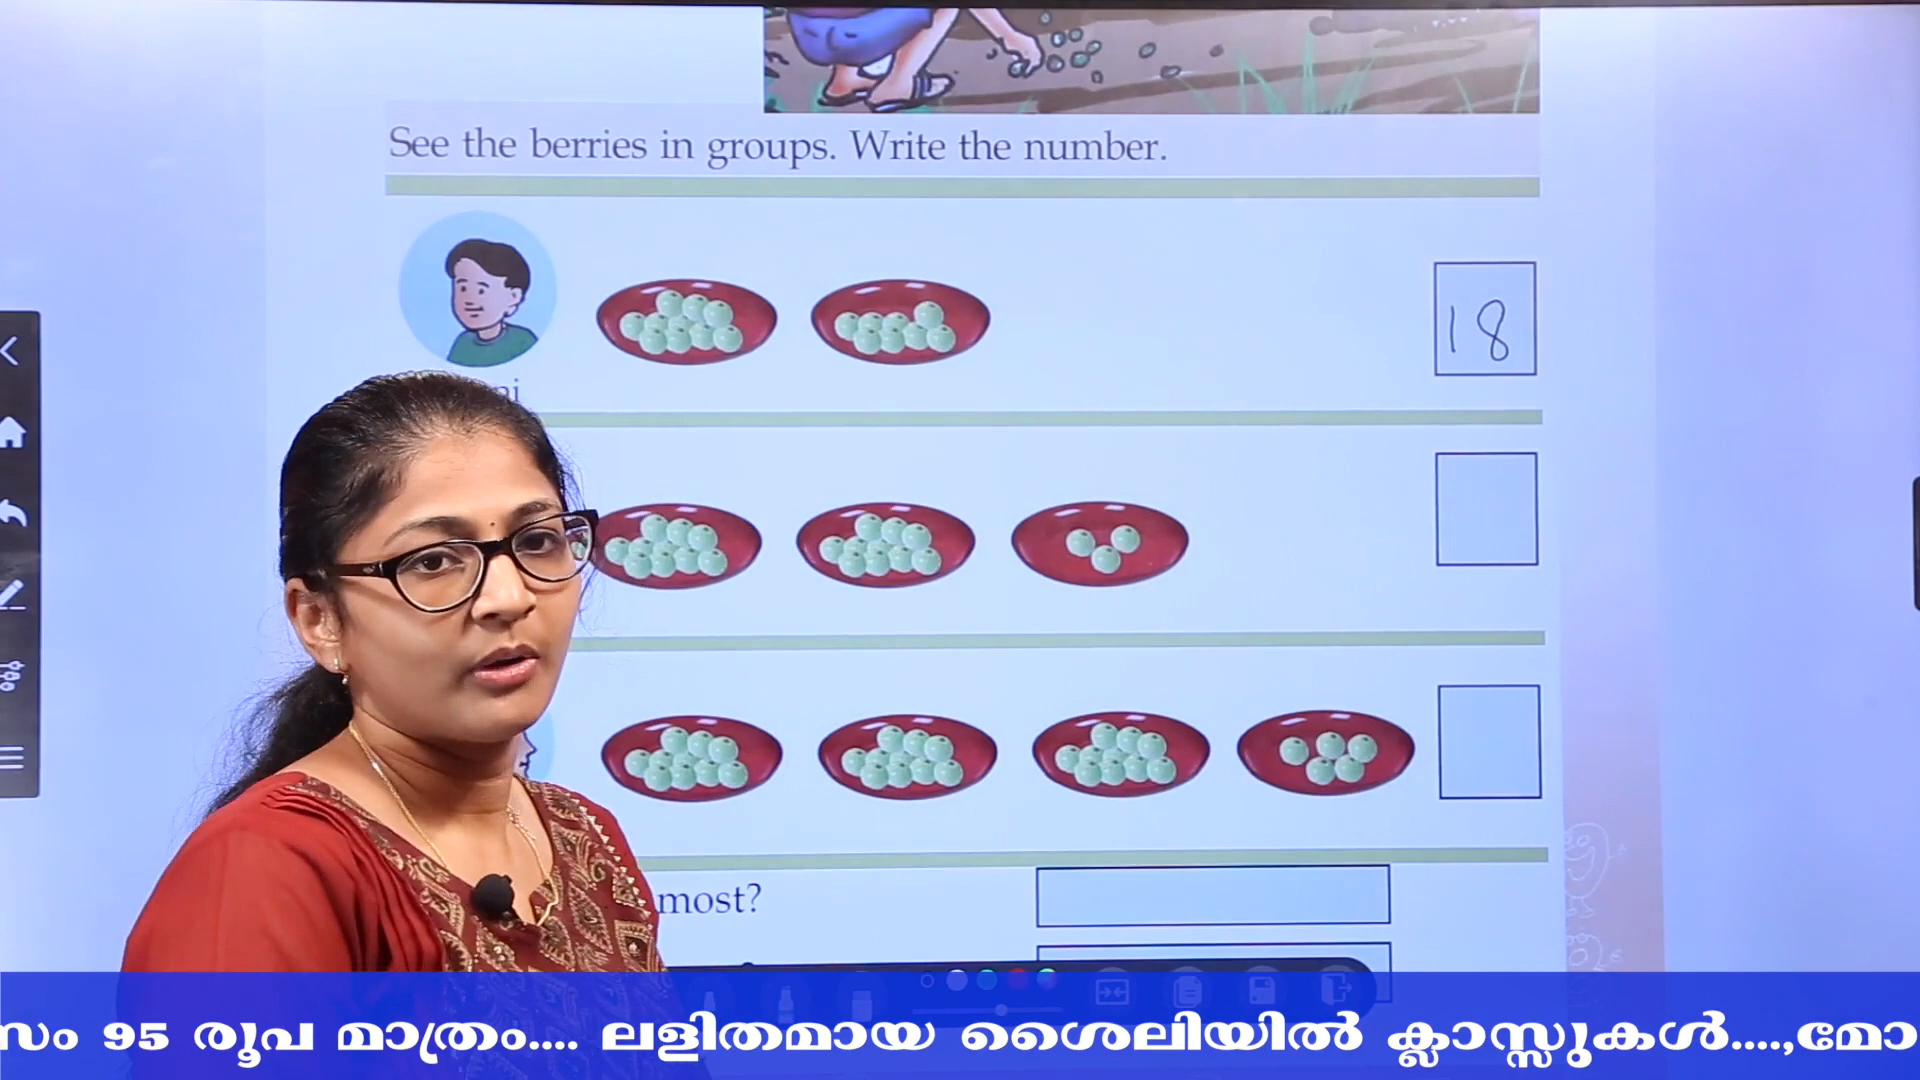 See the berries in groups. Write the number.
18
most?
സം 95 രൂപ മാത്രം.... ലളിതമായ ശൈലിയിൽ ക്ലാസ്സുകൾ....,മോ